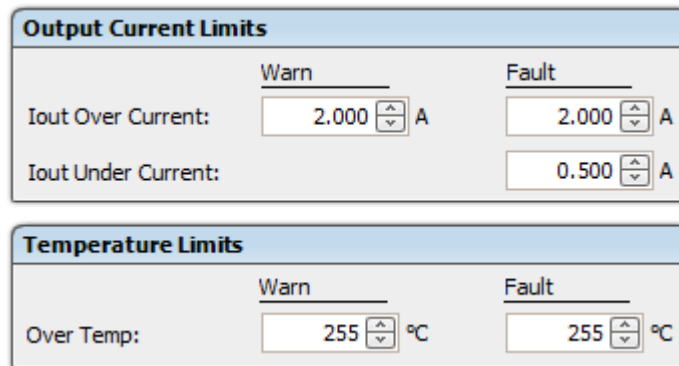 Output Current Limits
Warn Fault
Iout Over Current: 2.000 A 2.000 A
Iout Under Current: 0.500 A
Temperature Limits
Warn Fault
Over Temp: 255 ºC 255 ºC